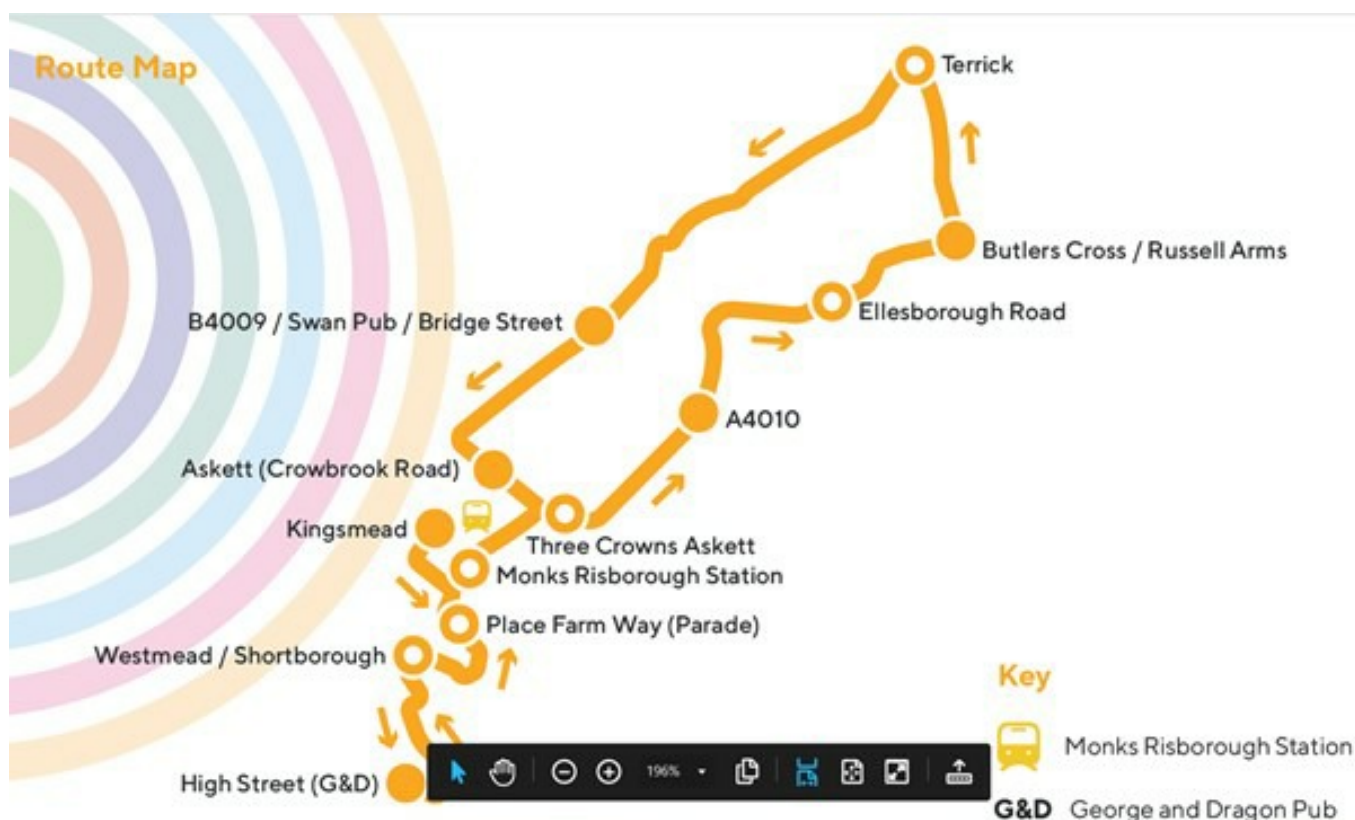 Route Map
Terrick
Butlers Cross / Russell Arms
Ellesborough Road
B4009 / Swan Pub / Bridge Street
A4010
Askett (Crowbrook Road)
Kingsmead
Three Crowns Askett
Monks Risborough Station
Place Farm Way (Parade)
Westmead / Shortborough
Key
Monks Risborough Station
High Street (G&D)
196%
G&D George and Dragon Pub